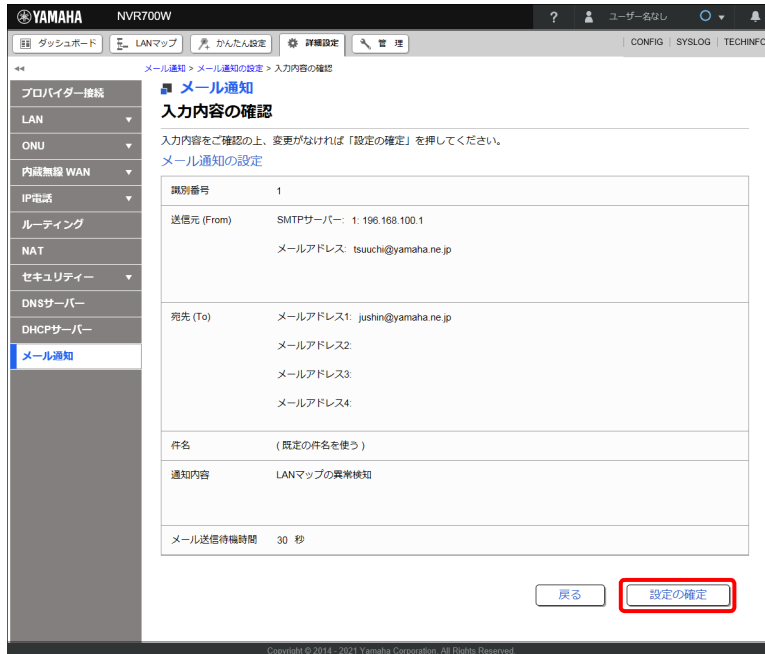 YAMAHA NVR700W ? ユーザー名なし
ダッシュボード LANマップ かんたん設定 詳細設定 管 理 CONFIG | SYSLOG | TECHINFO
メール通知 > メール通知の設定 > 入力内容の確認
プロバイダー接続
LAN
ONU
内蔵無線 WAN
IP電話
ルーティング
NAT
セキュリティー
DNSサーバー
DHCPサーバー
メール通知
メール通知
入力内容の確認
入力内容をご確認の上、変更がなければ「設定の確定」を押してください。
メール通知の設定
識別番号 1
送信元 (From) SMTPサーバー: 1: 196.168.100.1
メールアドレス: tsuuchi@yamaha.ne.jp
宛先 (To) メールアドレス1: jushin@yamaha.ne.jp
メールアドレス2:
メールアドレス3:
メールアドレス4:
件名 ( 既定の件名を使う )
通知内容 LANマップの異常検知
メール送信待機時間 30 秒
戻る 設定の確定
Copyright © 2014 - 2021 Yamaha Corporation. All Rights Reserved.